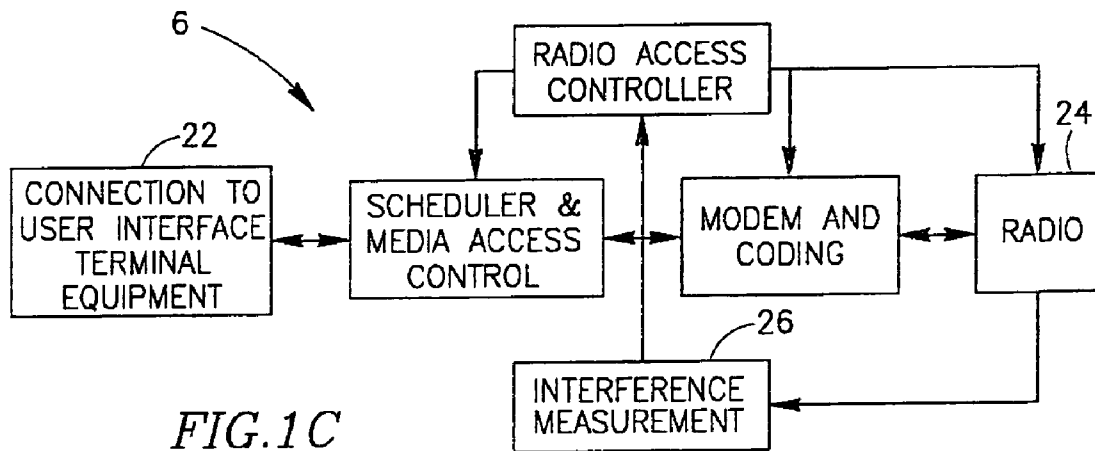 6
RADIO ACCESS
CONTROLLER
24
22
CONNECTION TO
USER INTERFACE
TERMINAL
EQUIPMENT
SCHEDULER &
MEDIA ACCESS
CONTROL
MODEM AND
CODING
RADIO
26
INTERFERENCE
MEASUREMENT
FIG.1C